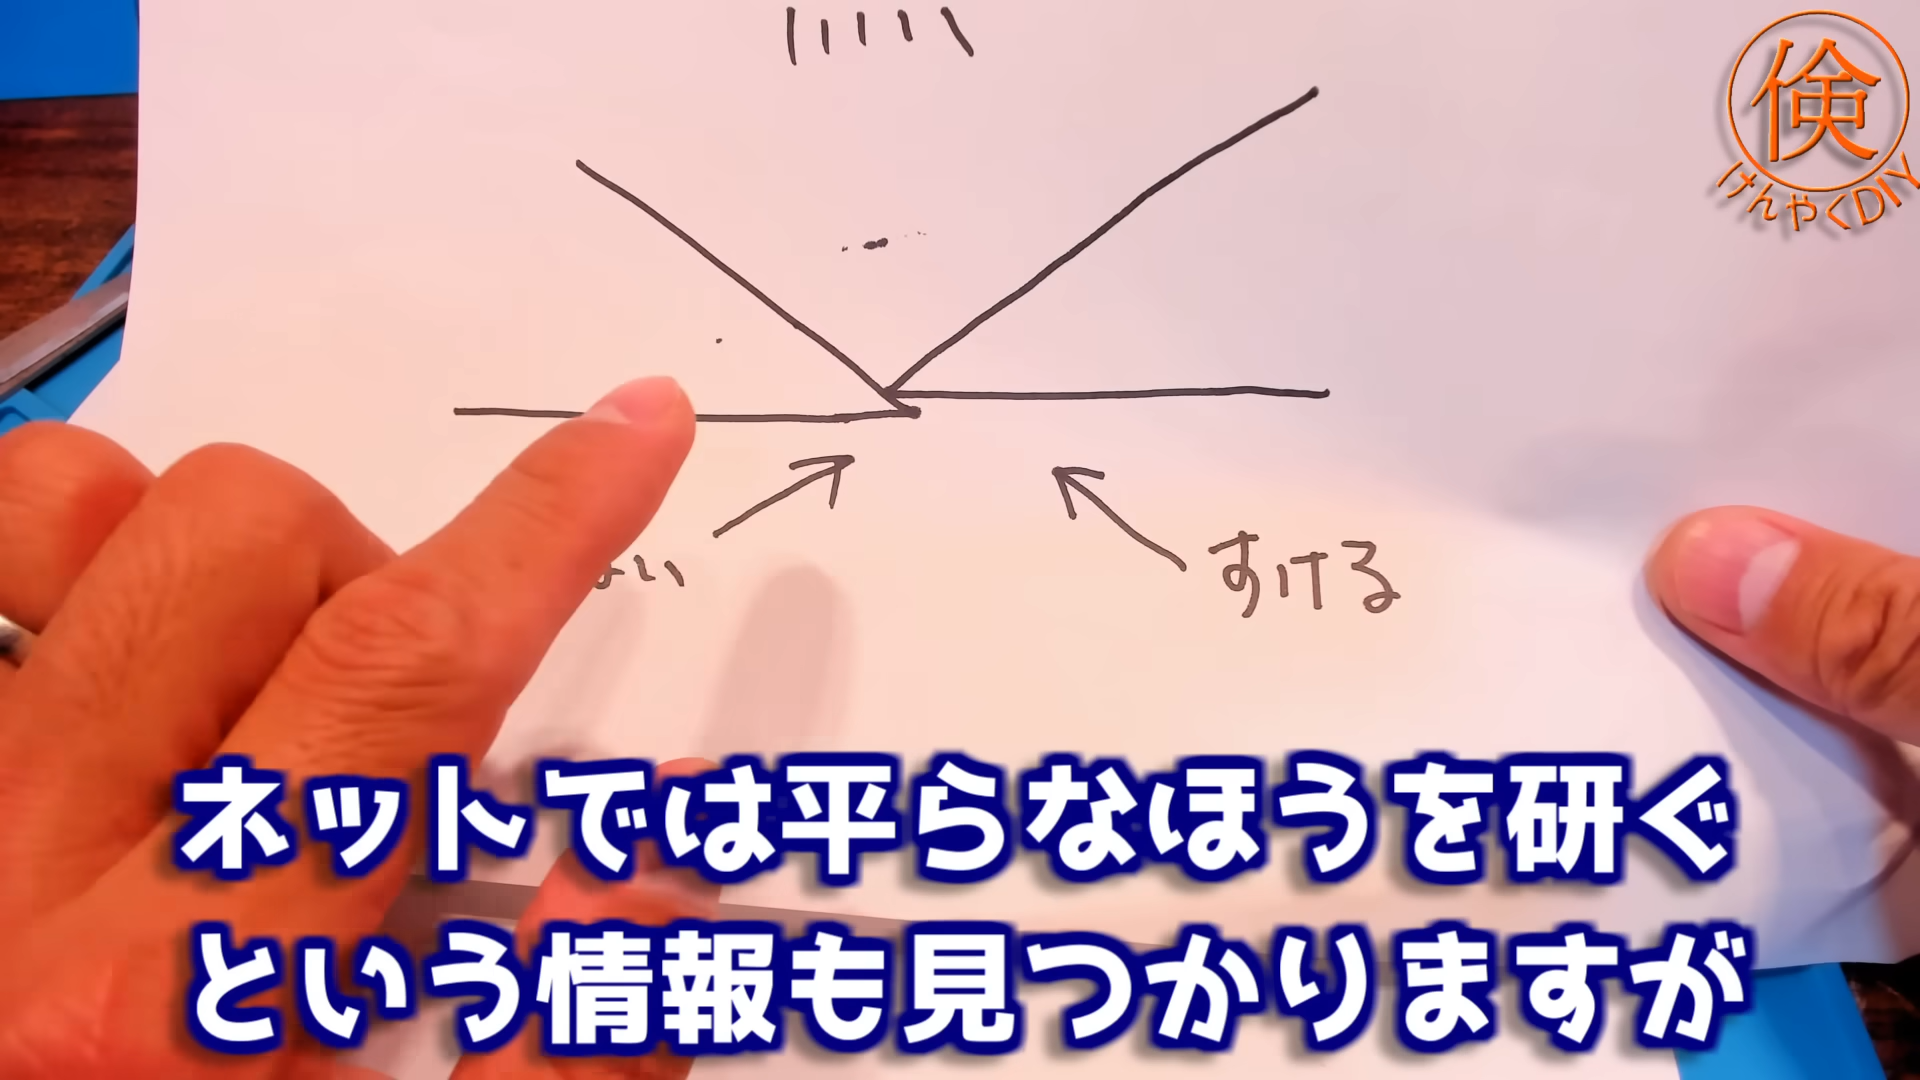 倹
けんやくDIY
すける
ネットでは平らなほうを研ぐ
という情報も見つかりますが